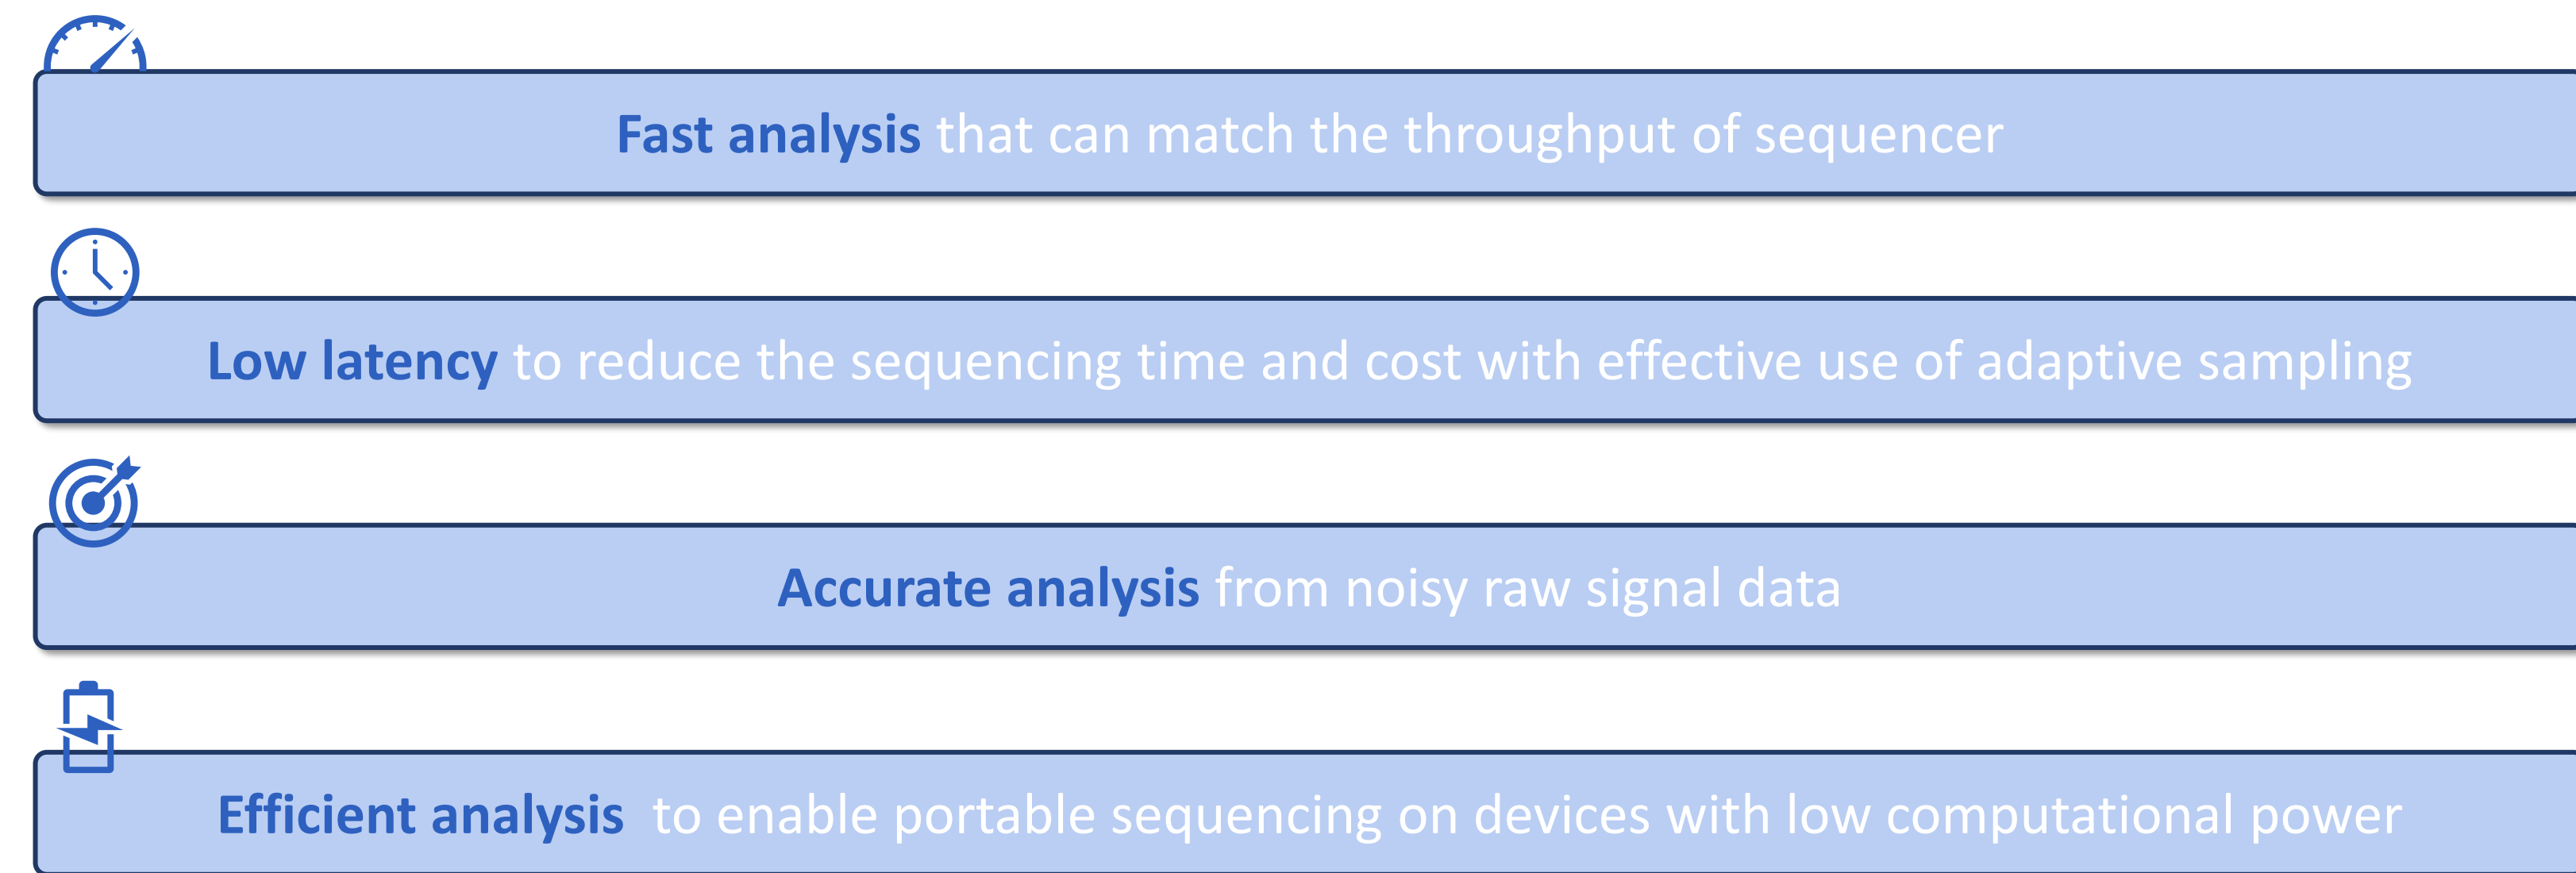 Fast analysis that can match the throughput of sequencer
Low latency to reduce the sequencing time and cost with effective use of adaptive sampling
Accurate analysis from noisy raw signal data
Efficient analysis to enable portable sequencing on devices with low computational power